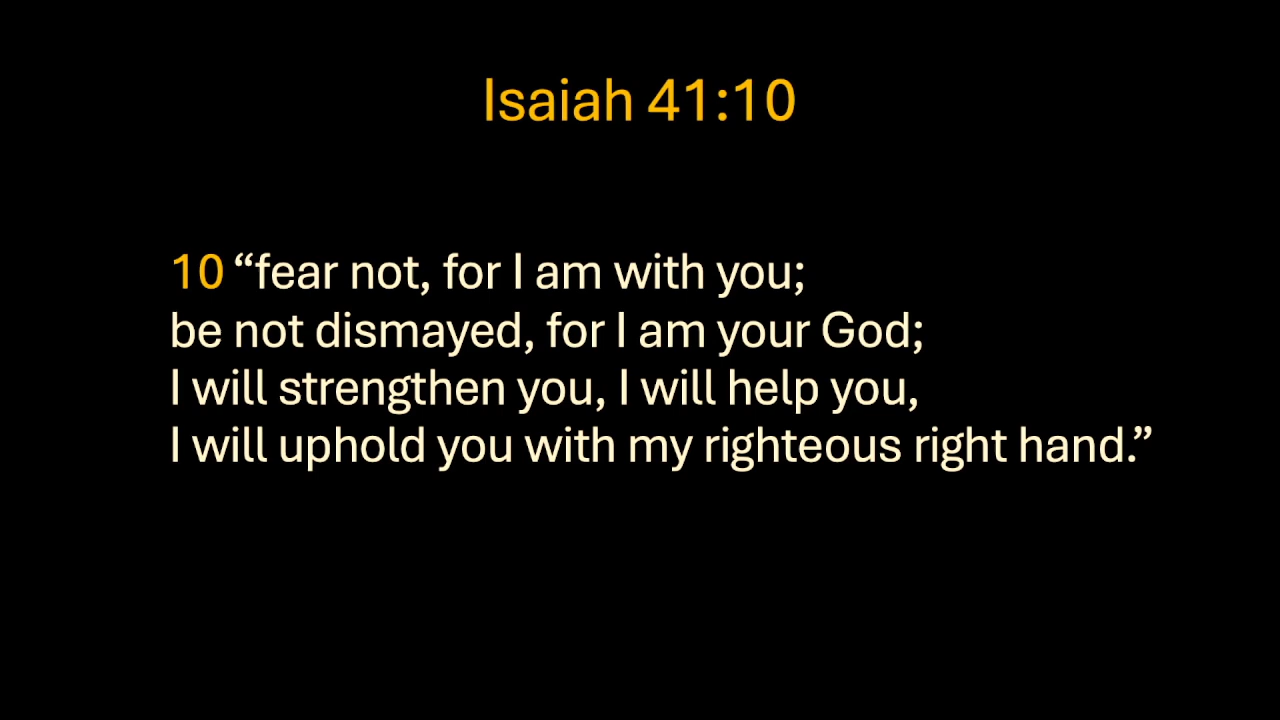 Isaiah 41:10
10 “fear not, for I am with you;
be not dismayed, for I am your God;
I will strengthen you, I will help you,
I will uphold you with my righteous right hand.”